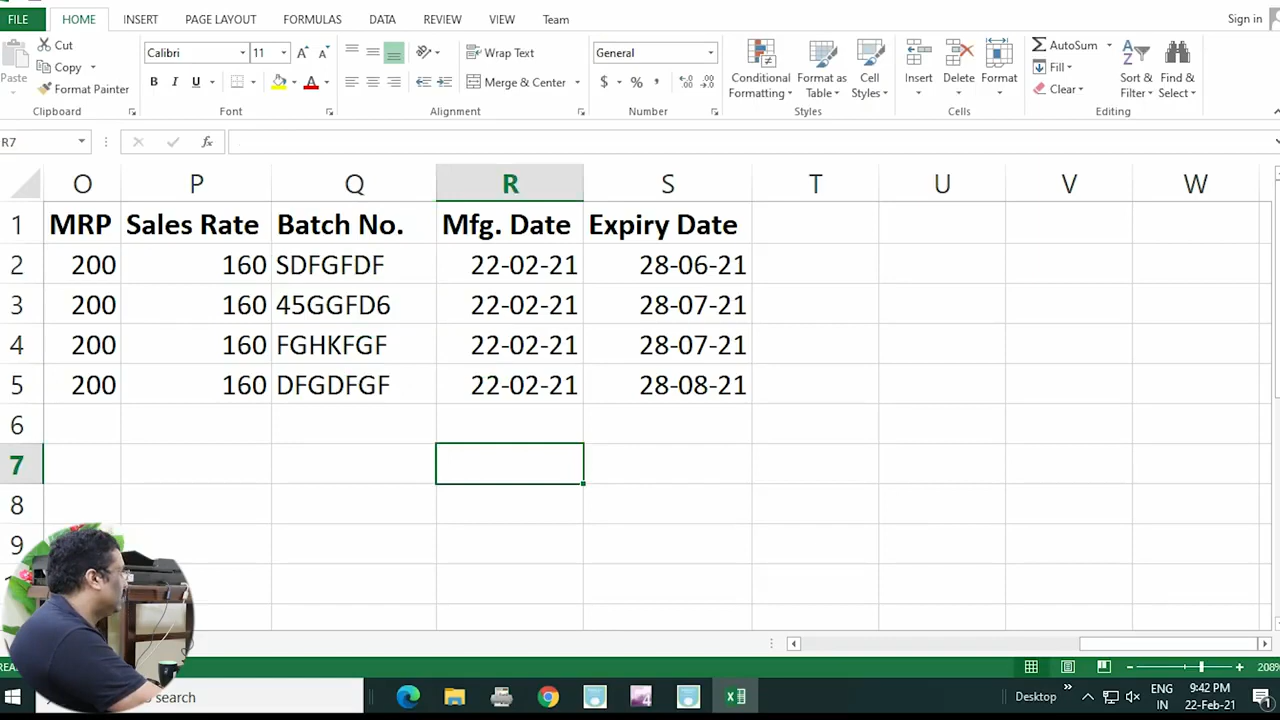 FILE HOME INSERT PAGE LAYOUT FORMULAS DATA REVIEW VIEW Team Sign in
Cut
Copy
Format Painter
Paste
Clipboard
Calibri 11
B I U
Font
Wrap Text
Merge & Center
Alignment
General
$ % ,
Number
Conditional Formatting
Format as Table
Cell Styles
Styles
Insert
Delete
Format
Cells
AutoSum
Fill
Clear
Sort & Filter
Find & Select
Editing
R7 fx
O P Q R S T U V W
1 MRP Sales Rate Batch No. Mfg. Date Expiry Date
2 200 160 SDFGFDF 22-02-21 28-06-21
3 200 160 45GGFD6 22-02-21 28-07-21
4 200 160 FGHKFGF 22-02-21 28-07-21
5 200 160 DFGDFGF 22-02-21 28-08-21
6
7
8
9
208%
search
Desktop
ENG
IN
9:42 PM
22-Feb-21
1